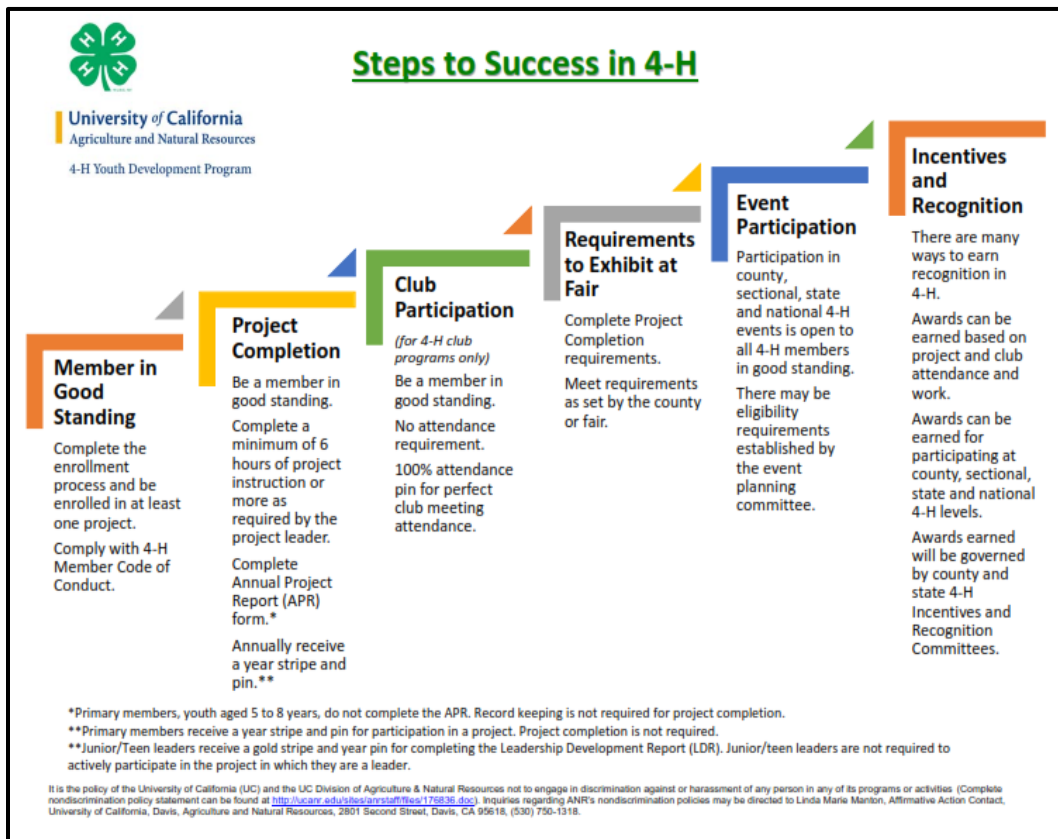 H H
H H
Steps to Success in 4-H
University of California
Agriculture and Natural Resources
4-H Youth Development Program
Member in
Good
Standing
Complete the
enrollment
process and be
enrolled in at least
one project.
Comply with 4-H
Member Code of
Conduct.
Project
Completion
Be a member in
good standing.
Complete a
minimum of 6
hours of project
instruction or
more as
required by the
project leader.
Complete
Annual Project
Report (APR)
form.*
Annually receive
a year stripe and
pin.**
Club
Participation
(for 4-H club
programs only)
Be a member in
good standing.
No attendance
requirement.
100% attendance
pin for perfect
club meeting
attendance.
Requirements
to Exhibit at
Fair
Complete Project
Completion
requirements.
Meet requirements
as set by the county
or fair.
Event
Participation
Participation in
county,
sectional, state
and national 4-H
events is open to
all 4-H members
in good standing.
There may be
eligibility
requirements
established by
the event
planning
committee.
Incentives
and
Recognition
There are many
ways to earn
recognition in
4-H.
Awards can be
earned based on
project and club
attendance and
work.
Awards can be
earned for
participating at
county, sectional,
state and national
4-H levels.
Awards earned
will be governed
by county and
state 4-H
Incentives and
Recognition
Committees.
*Primary members, youth aged 5 to 8 years, do not complete the APR. Record keeping is not required for project completion.
**Primary members receive a year stripe and pin for participation in a project. Project completion is not required.
**Junior/Teen leaders receive a gold stripe and year pin for completing the Leadership Development Report (LDR). Junior/teen leaders are not required to
actively participate in the project in which they are a leader.
It is the policy of the University of California (UC) and the UC Division of Agriculture & Natural Resources not to engage in discrimination against or harassment of any person in any of its programs or activities (Complete
nondiscrimination policy statement can be found at http://ucanr.edu/sites/anrstaff/files/176836.doc). Inquiries regarding ANR's nondiscrimination policies may be directed to Linda Marie Manton, Affirmative Action Contact,
University of California, Davis, Agriculture and Natural Resources, 2801 Second Street, Davis, CA 95618, (530) 750-1318.